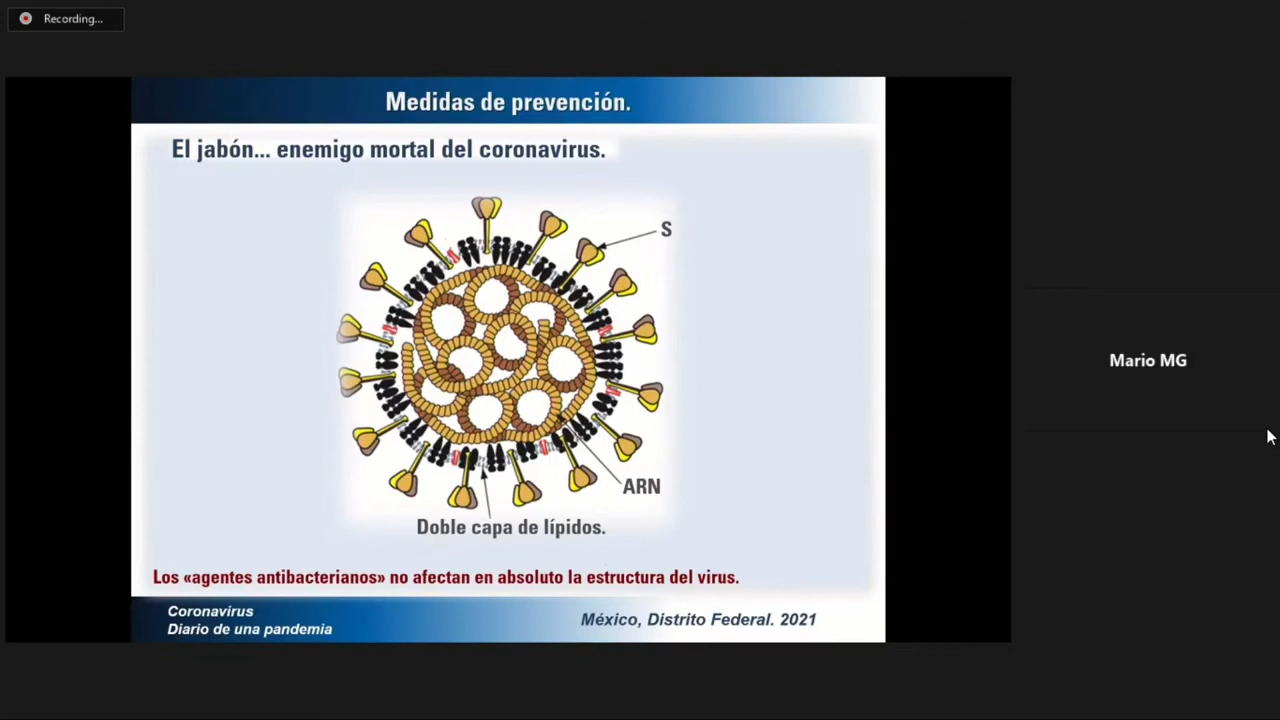 Recording...
Medidas de prevención.
El jabón... enemigo mortal del coronavirus.
S
Mario MG
ARN
Doble capa de lípidos.
Los «agentes antibacterianos» no afectan en absoluto la estructura del virus.
Coronavirus
Diario de una pandemia
México, Distrito Federal. 2021